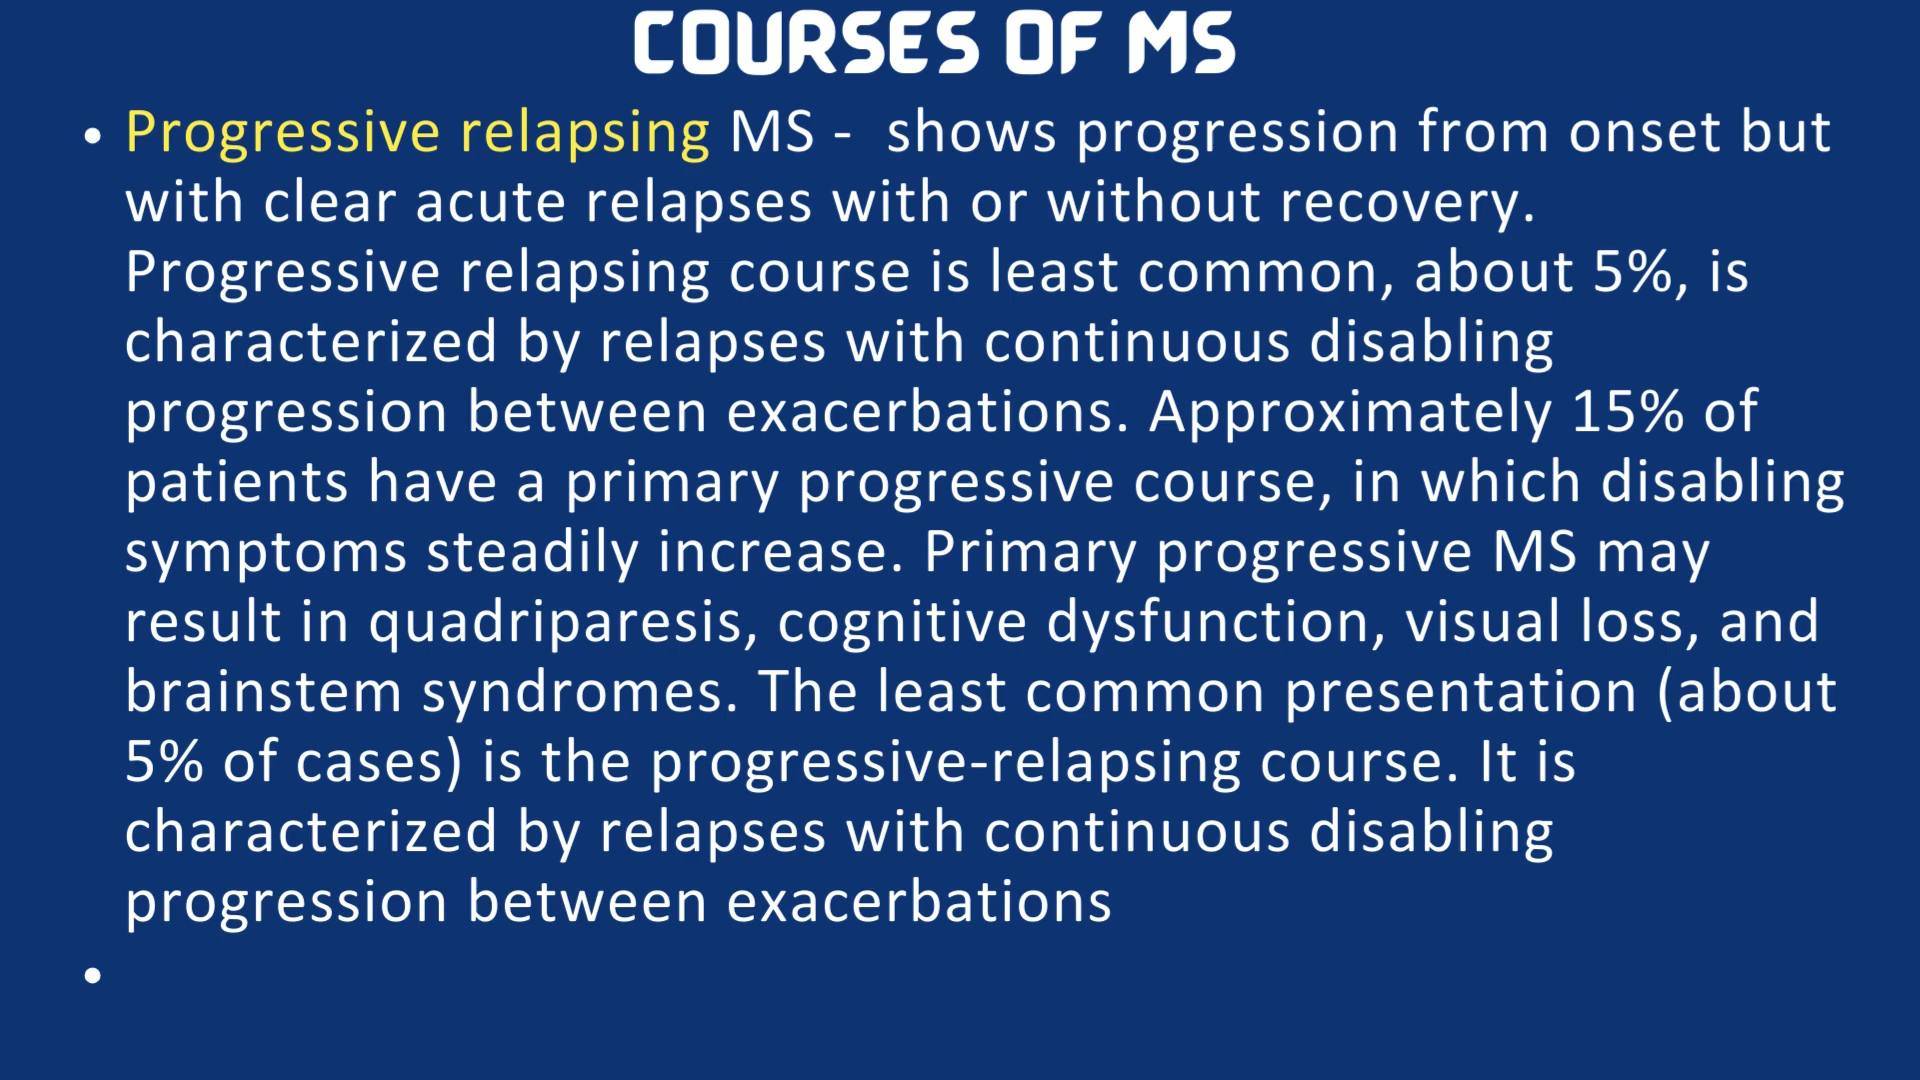 COURSES OF MS
• Progressive relapsing MS -  shows progression from onset but
with clear acute relapses with or without recovery.
Progressive relapsing course is least common, about 5%, is
characterized by relapses with continuous disabling
progression between exacerbations. Approximately 15% of
patients have a primary progressive course, in which disabling
symptoms steadily increase. Primary progressive MS may
result in quadriparesis, cognitive dysfunction, visual loss, and
brainstem syndromes. The least common presentation (about
5% of cases) is the progressive-relapsing course. It is
characterized by relapses with continuous disabling
progression between exacerbations
•